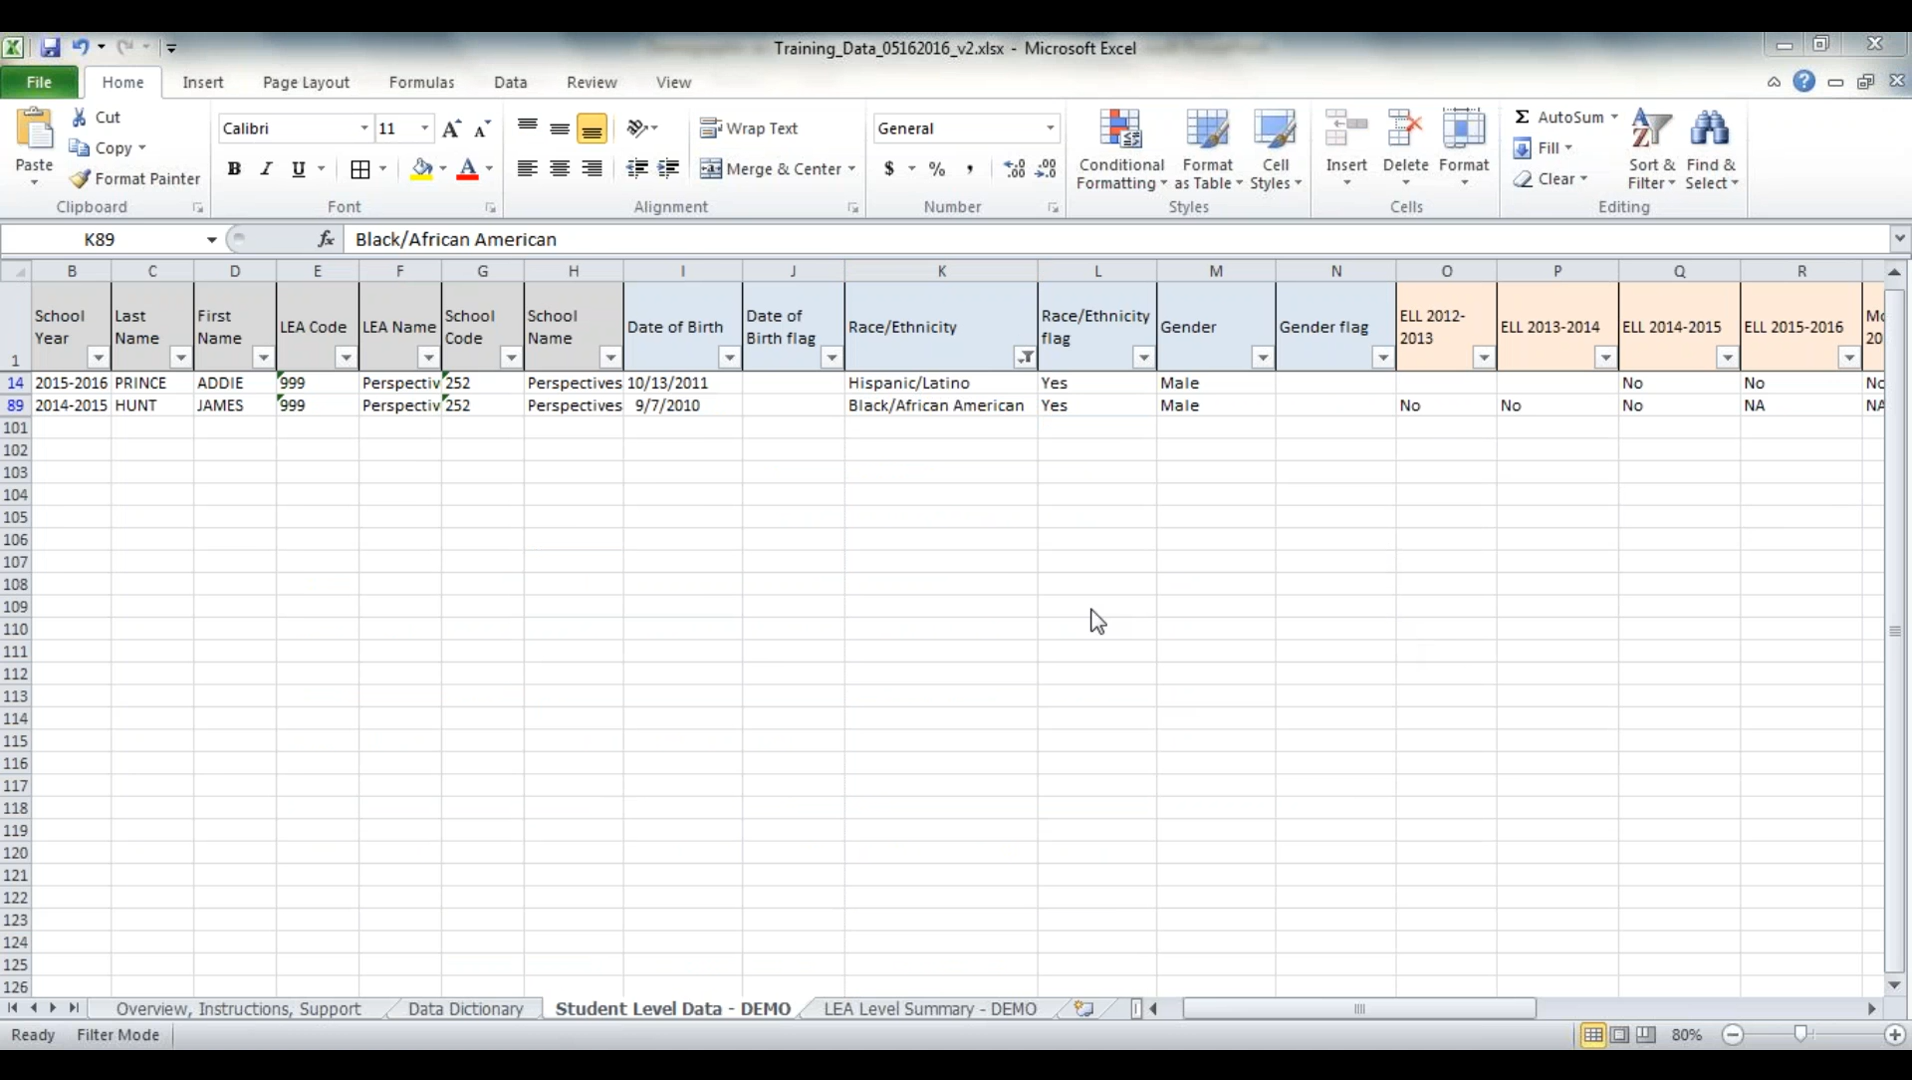 Training_Data_05162016_v2.xlsx - Microsoft Excel
File Home Insert Page Layout Formulas Data Review View
Paste
Cut
Copy
Format Painter
Clipboard
Calibri 11
B I U
Font
Wrap Text
Merge & Center
Alignment
General
$ % ,
Number
Conditional Formatting
Format as Table
Cell Styles
Styles
Insert Delete Format
Cells
Σ AutoSum
Fill
Clear
Sort & Filter
Find & Select
Editing
K89 fx Black/African American
B C D E F G H I J K L M N O P Q R
1 School Year Last Name First Name LEA Code LEA Name School Code School Name Date of Birth Date of Birth flag Race/Ethnicity Race/Ethnicity flag Gender Gender flag ELL 2012-2013 ELL 2013-2014 ELL 2014-2015 ELL 2015-2016
14 2015-2016 PRINCE ADDIE 999 Perspectiv 252 Perspectives 10/13/2011 Hispanic/Latino Yes Male No No No
89 2014-2015 HUNT JAMES 999 Perspectiv 252 Perspectives 9/7/2010 Black/African American Yes Male No No No NA NA
101
102
103
104
105
106
107
108
109
110
111
112
113
114
115
116
117
118
119
120
121
122
123
124
125
126
Overview, Instructions, Support Data Dictionary Student Level Data - DEMO LEA Level Summary - DEMO
Ready Filter Mode 80%